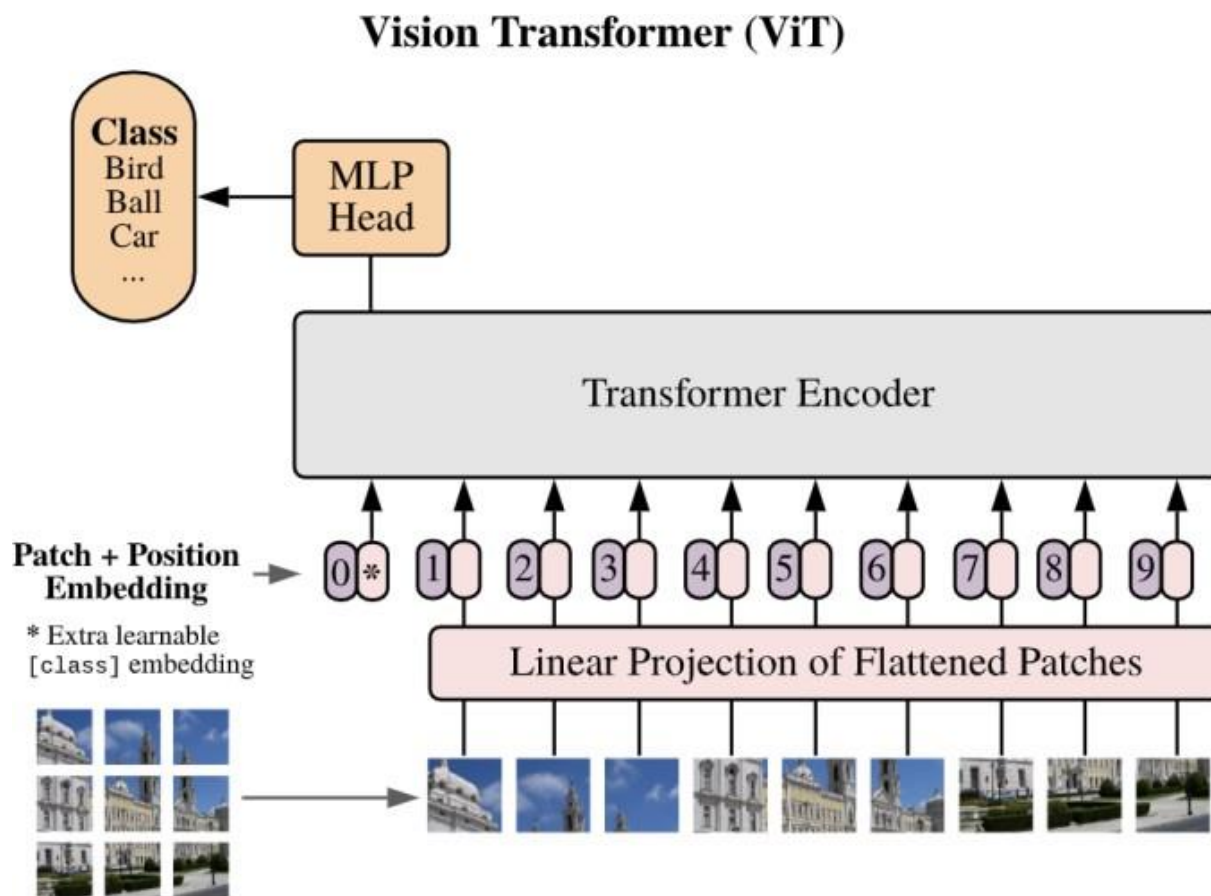 Vision Transformer (ViT)
Class
Bird
Ball
Car
...
MLP
Head
Transformer Encoder
Patch + Position
Embedding
* Extra learnable
[class] embedding
0 * 1 2 3 4 5 6 7 8 9
Linear Projection of Flattened Patches